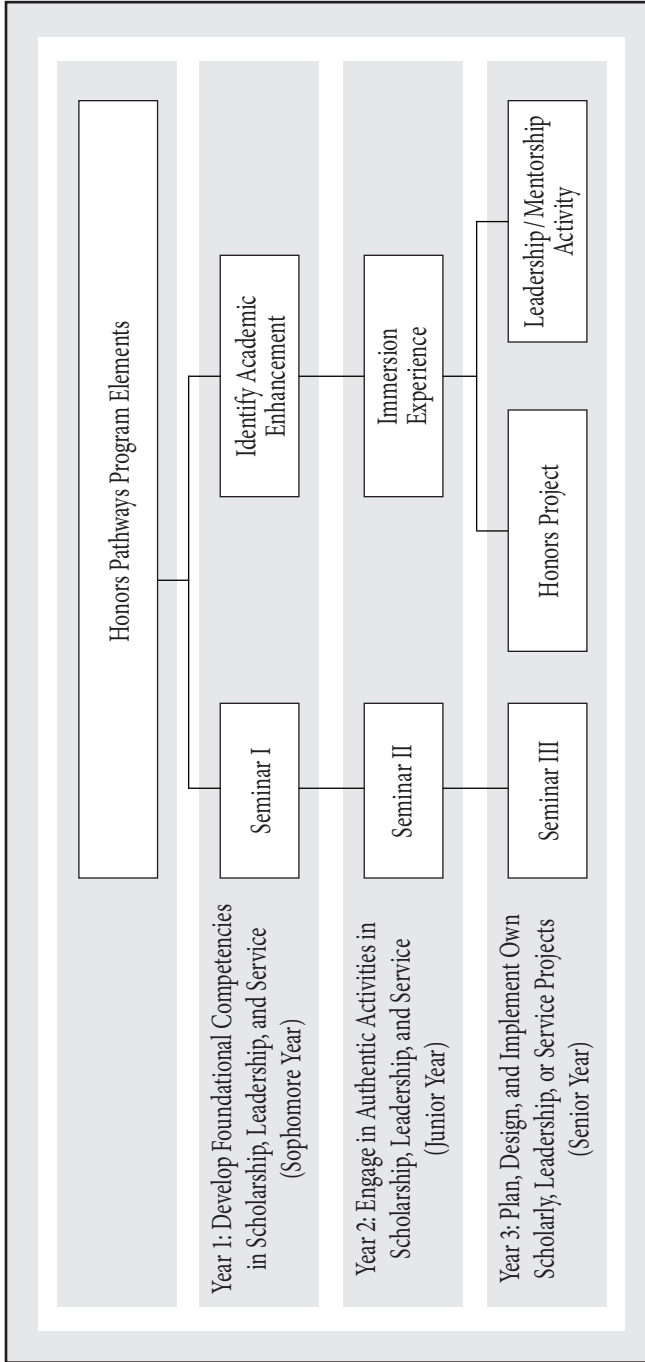 Honors Pathways Program Elements
Year 1: Develop Foundational Competencies
in Scholarship, Leadership, and Service
(Sophomore Year)
Seminar I
Identify Academic
Enhancement
Year 2: Engage in Authentic Activities in
Scholarship, Leadership, and Service
(Junior Year)
Seminar II
Immersion
Experience
Year 3: Plan, Design, and Implement Own
Scholarly, Leadership, or Service Projects
(Senior Year)
Seminar III
Honors Project
Leadership / Mentorship
Activity